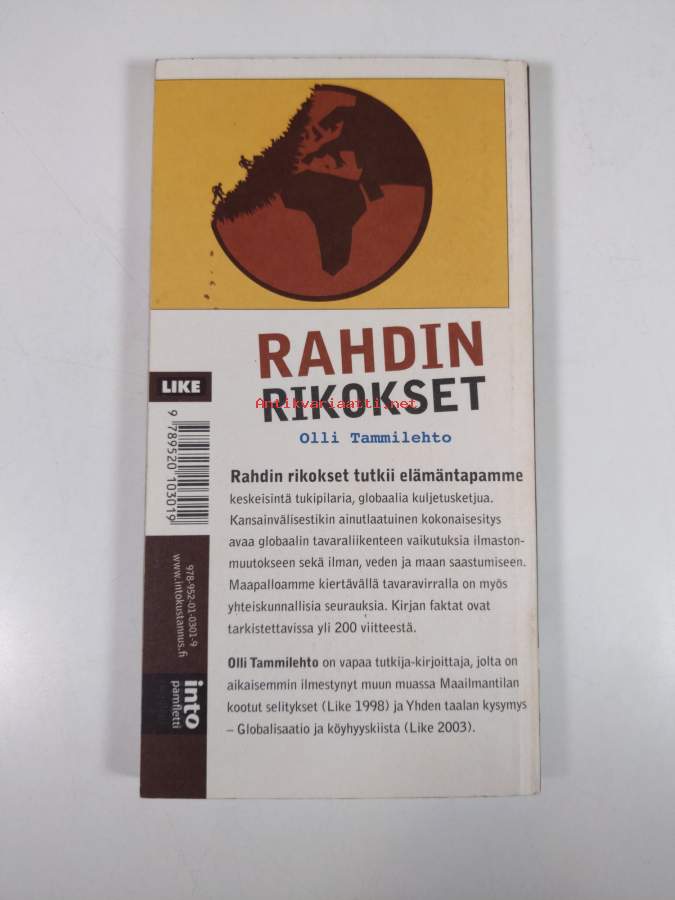 RAHDIN
RIKOKSET
Antikvariaatti.net
Olli Tammilehto
Rahdin rikokset tutkii elämäntapamme
keskeisintä tukipilaria, globaalia kuljetusketjua.
Kansainvälisestikin ainutlaatuinen kokonaisesitys
avaa globaalin tavaraliikenteen vaikutuksia ilmaston-
muutokseen sekä ilman, veden ja maan saastumiseen.
Maapalloamme kiertävällä tavaravirralla on myös
yhteiskunnallisia seurauksia. Kirjan faktat ovat
tarkistettavissa yli 200 viitteestä.
Olli Tammilehto on vapaa tutkija-kirjoittaja, jolta on
aikaisemmin ilmestynyt muun muassa Maailmantilan
kootut selitykset (Like 1998) ja Yhden taalan kysymys
– Globalisaatio ja köyhyyskiista (Like 2003).
LIKE
9 789520 103019
978-952-01-0301-9
www.intokustannus.fi
into
pamfletti